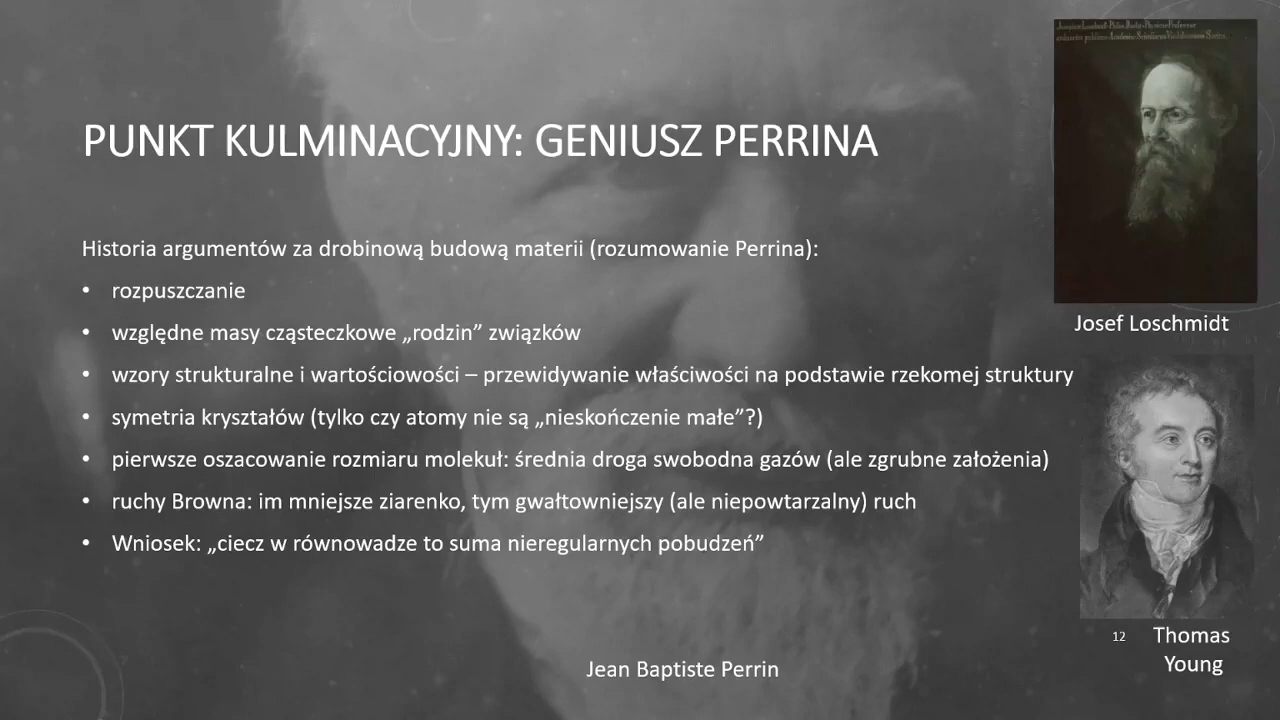 PUNKT KULMINACYJNY: GENIUSZ PERRINA
Historia argumentów za drobinową budową materii (rozumowanie Perrina):
• rozpuszczanie
• względne masy cząsteczkowe „rodzin” związków
• wzory strukturalne i wartościowości – przewidywanie właściwości na podstawie rzekomej struktury
• symetria kryształów (tylko czy atomy nie są „nieskończenie małe”?)
• pierwsze oszacowanie rozmiaru molekuł: średnia droga swobodna gazów (ale zgrubne założenia)
• ruchy Browna: im mniejsze ziarenko, tym gwałtowniejszy (ale niepowtarzalny) ruch
• Wniosek: „ciecz w równowadze to suma nieregularnych pobudzeń”
Josef Loschmidt
12
Thomas
Young
Jean Baptiste Perrin